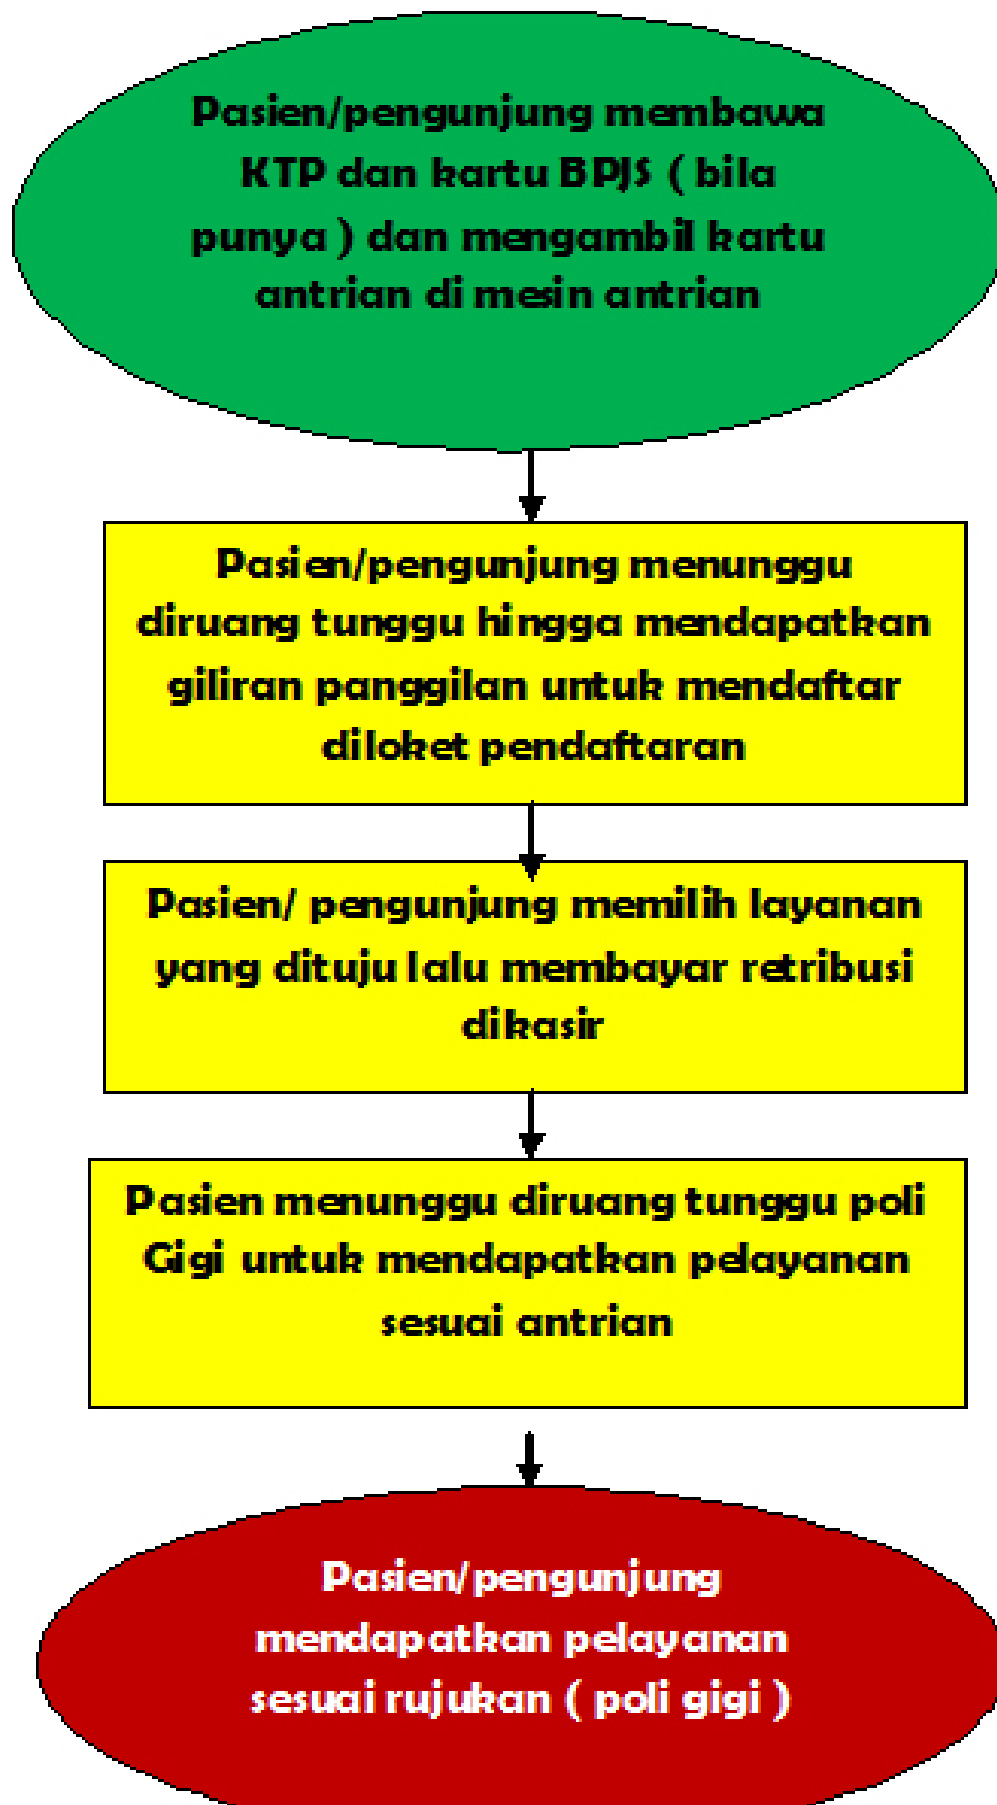 Pasien/pengunjung membawa
KTP dan kartu BPJS ( bila
punya ) dan mengambil kartu
antrian di mesin antrian
Pasien/pengunjung menunggu
diruang tunggu hingga mendapatkan
giliran panggilan untuk mendaftar
diloket pendaftaran
Pasien/ pengunjung memilih layanan
yang dituju lalu membayar retribusi
dikasir
Pasien menunggu diruang tunggu poli
Gigi untuk mendapatkan pelayanan
sesuai antrian
Pasien/pengunjung
mendapatkan pelayanan
sesuai rujukan ( poli gigi )